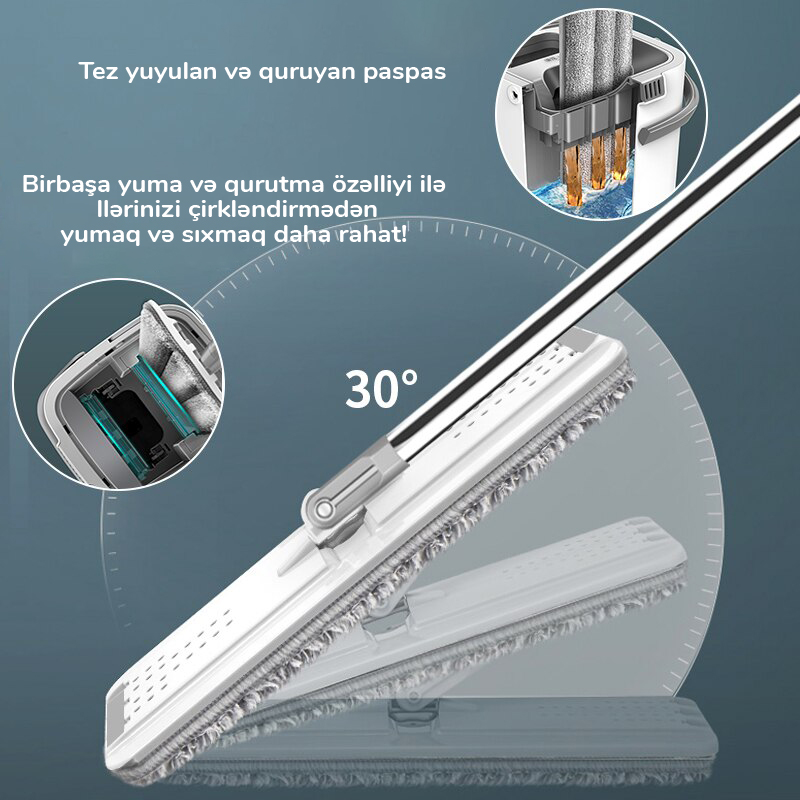 Tez yuyulan və quruyan paspas
Birbaşa yuma və qurutma özəlliyi ilə
llərinizi çirkləndirmədən
yumaq və sıxmaq daha rahat!
30°